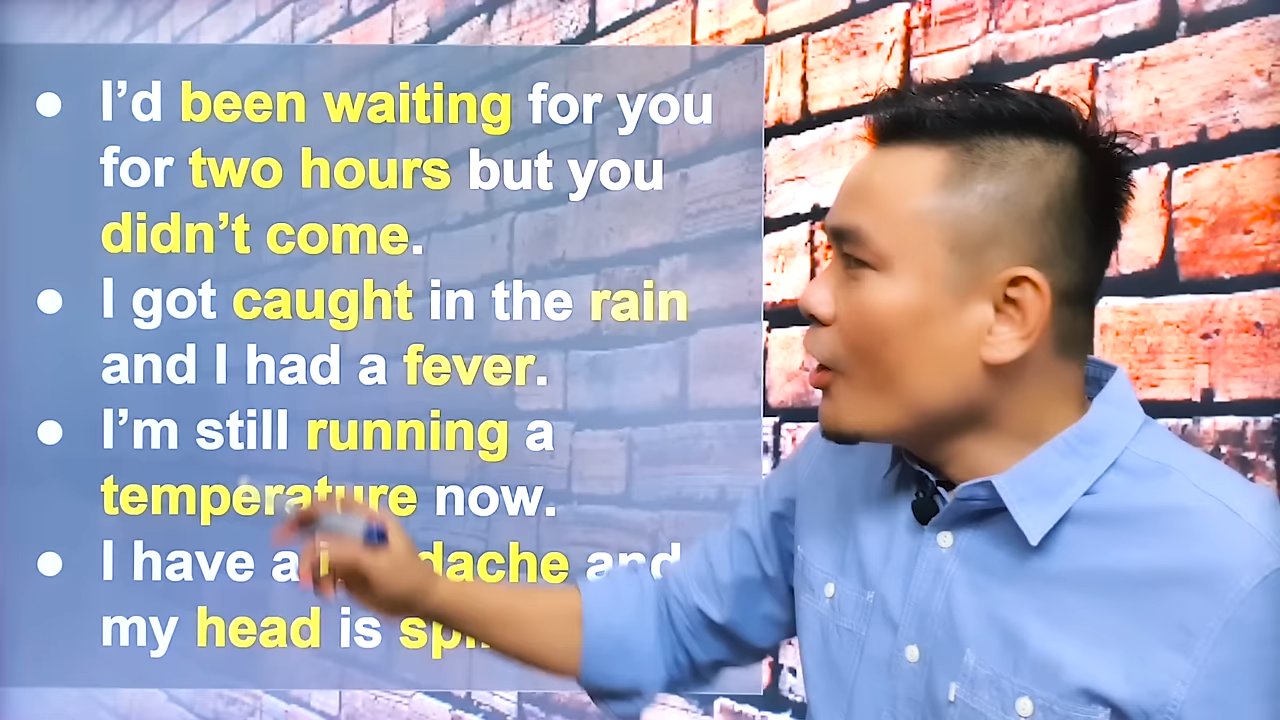 ● I’d been waiting for you
for two hours but you
didn’t come.
● I got caught in the rain
and I had a fever.
● I’m still running a
temperature now.
● I have a and
my head is